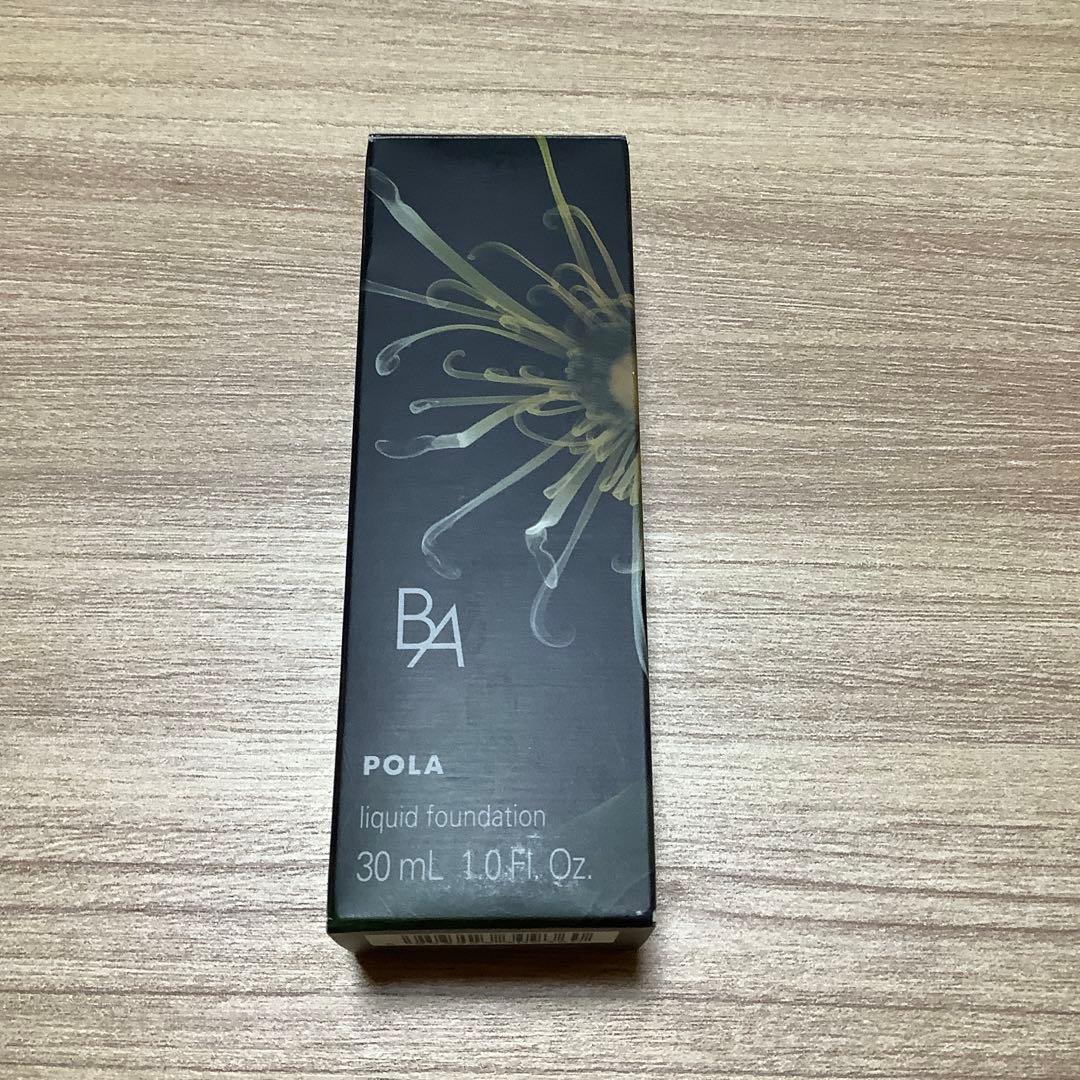 BA
POLA
liquid foundation
30 mL 1.0 Fl. Oz.